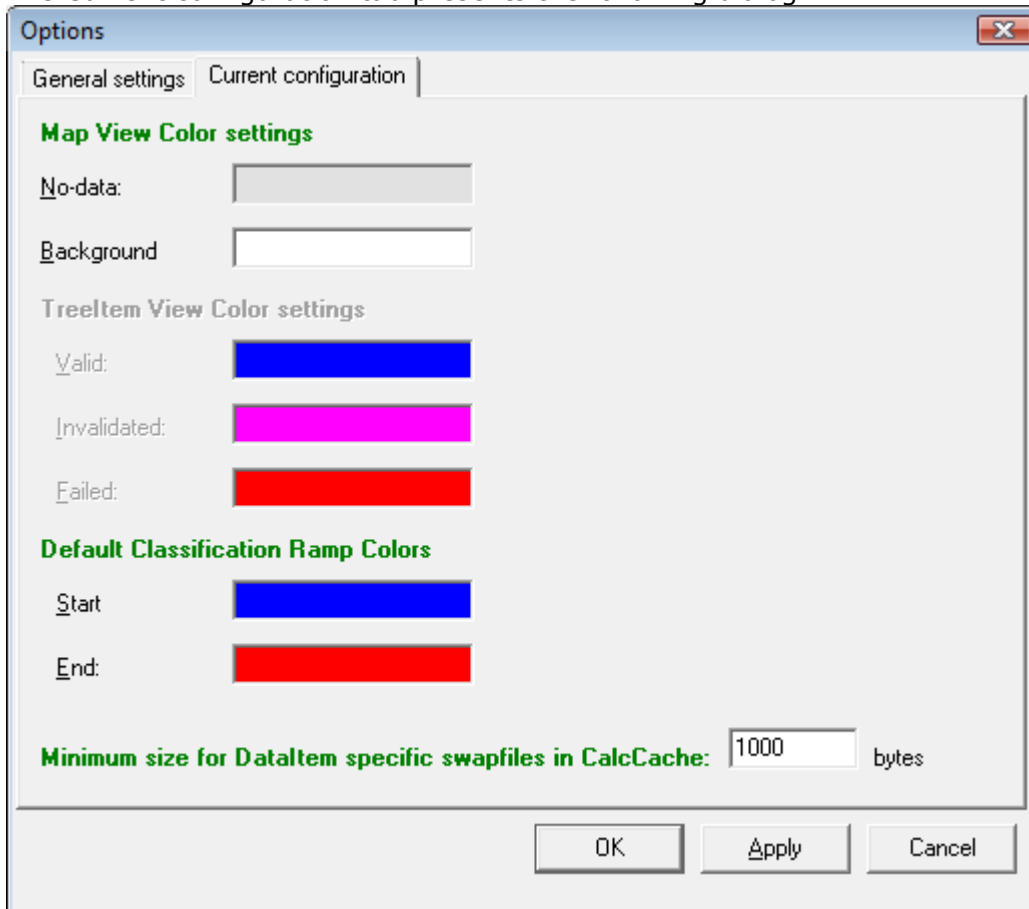 Options
General settings Current configuration
Map View Color settings
No-data:
Background
TreeItem View Color settings
Valid:
Invalidated:
Failed:
Default Classification Ramp Colors
Start
End:
Minimum size for DataItem specific swapfiles in CalcCache: 1000 bytes
OK Apply Cancel